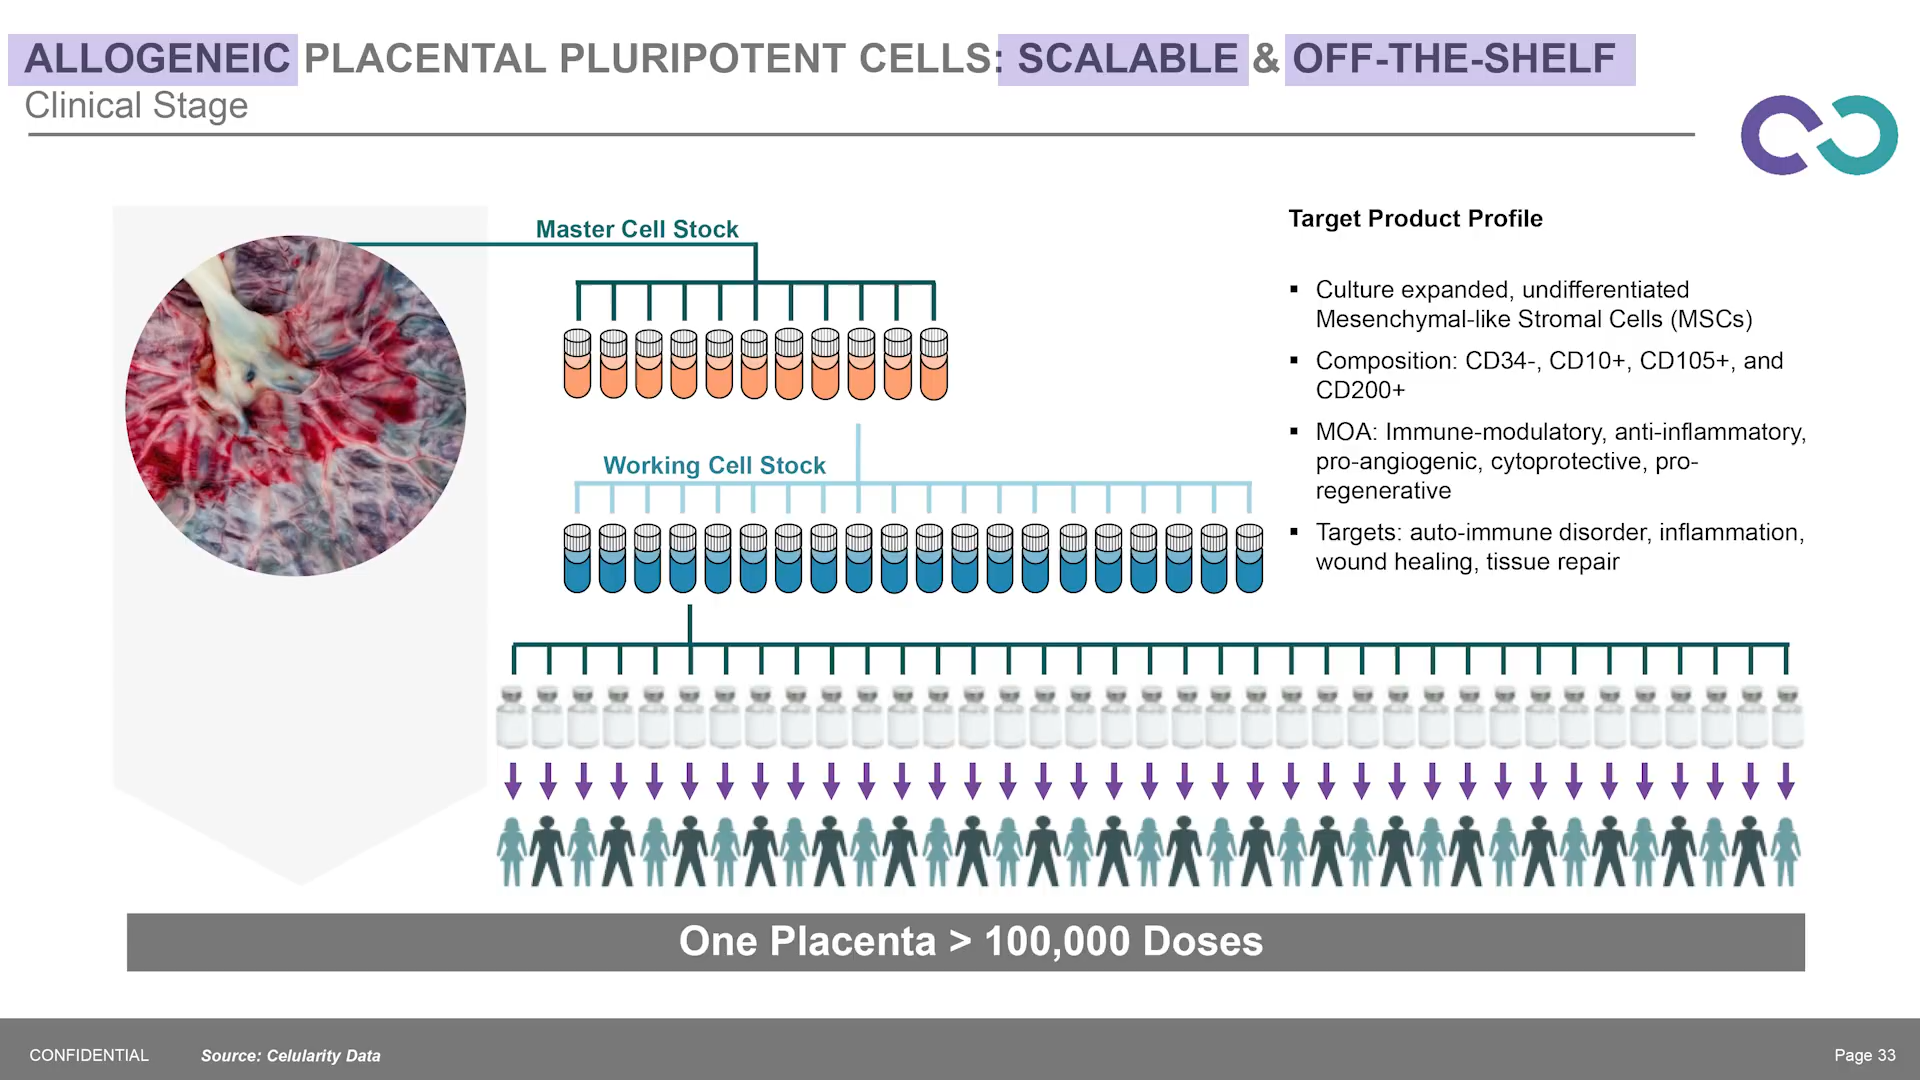 ALLOGENEIC PLACENTAL PLURIPOTENT CELLS: SCALABLE & OFF-THE-SHELF
Clinical Stage
Master Cell Stock
Working Cell Stock
Target Product Profile
▪ Culture expanded, undifferentiated
Mesenchymal-like Stromal Cells (MSCs)
▪ Composition: CD34-, CD10+, CD105+, and
CD200+
▪ MOA: Immune-modulatory, anti-inflammatory,
pro-angiogenic, cytoprotective, pro-
regenerative
▪ Targets: auto-immune disorder, inflammation,
wound healing, tissue repair
One Placenta > 100,000 Doses
CONFIDENTIAL
Source: Celularity Data
Page 33